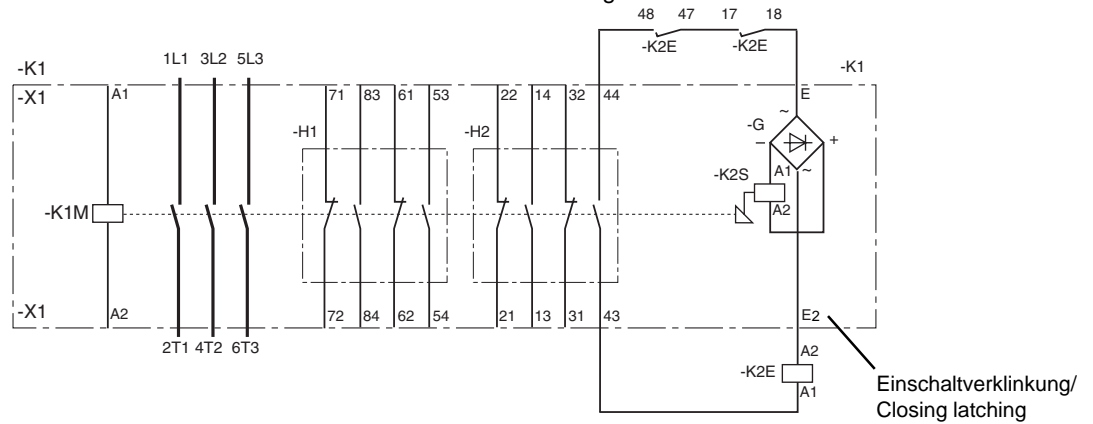 48 47 17 18
-K2E -K2E
1L1 3L2 5L3
-K1 -K1
-X1 A1 71 83 61 53 22 14 32 44 E
~
-H1 -H2 -G
– +
-K2S A1 ~
-K1M A2
-X1 A2 72 84 62 54 21 13 31 43 E2
2T1 4T2 6T3
A2
-K2E
A1
Einschaltverklinkung/
Closing latching